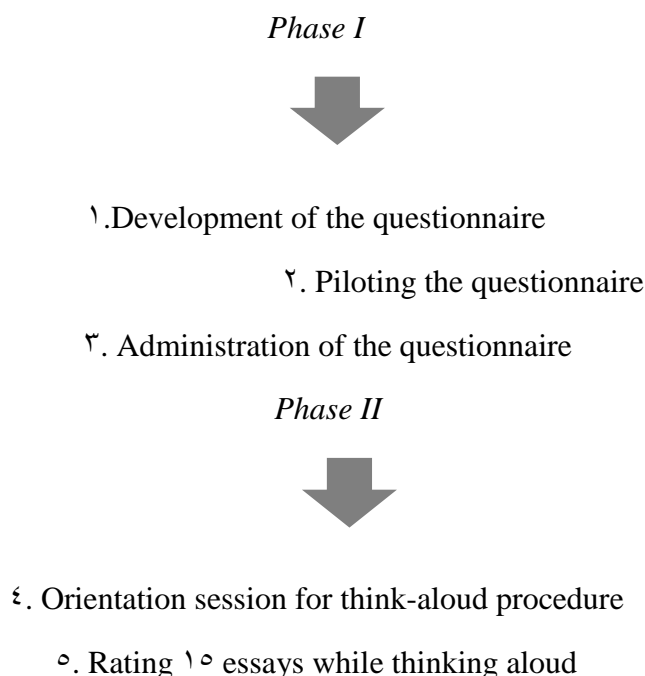 Phase I
١.Development of the questionnaire
٢. Piloting the questionnaire
٣. Administration of the questionnaire
Phase II
٤. Orientation session for think-aloud procedure
٥. Rating ١٥ essays while thinking aloud